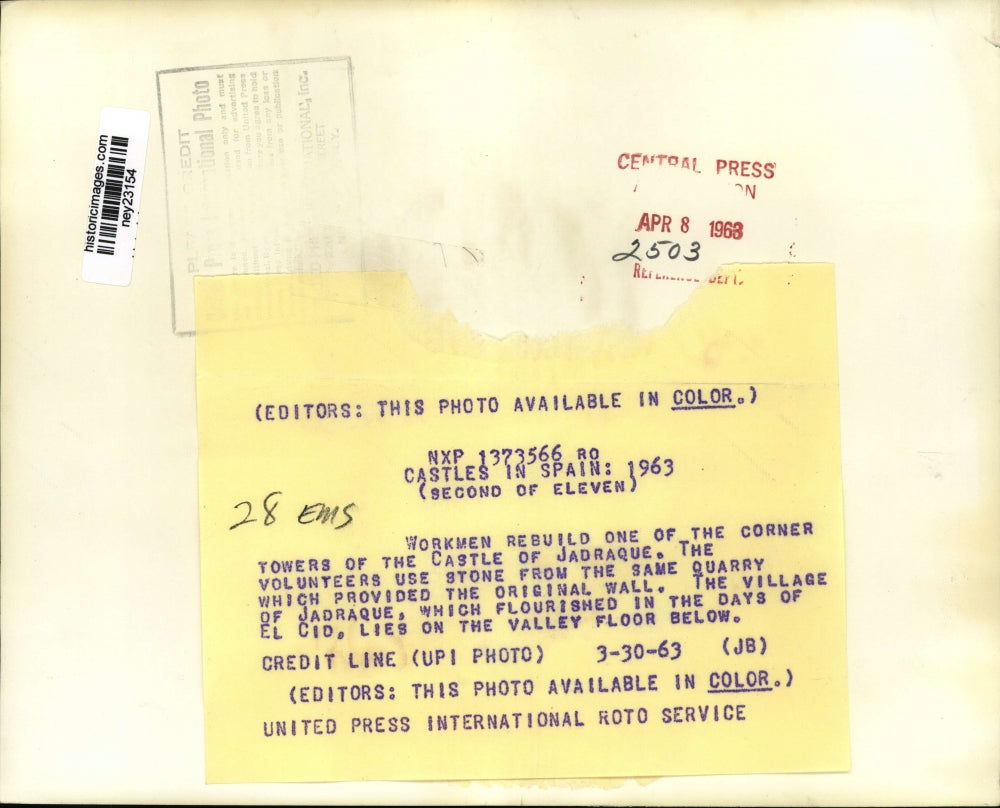 historicimages.com
ney23154
CREDIT
tional Photo
CENTRAL PRESS
APR 8 1963
2503
(EDITORS: THIS PHOTO AVAILABLE IN COLOR.)
NXP 1373566 RO
CASTLES IN SPAIN: 1963
(SECOND OF ELEVEN)
28 EMS
WORKMEN REBUILD ONE OF THE CORNER
TOWERS OF THE CASTLE OF JADRAQUE. THE
VOLUNTEERS USE STONE FROM THE SAME QUARRY
WHICH PROVIDED THE ORIGINAL WALL. THE VILLAGE
OF JADRAQUE, WHICH FLOURISHED IN THE DAYS OF
EL CID, LIES ON THE VALLEY FLOOR BELOW.
CREDIT LINE (UPI PHOTO) 3-30-63 (JB)
(EDITORS: THIS PHOTO AVAILABLE IN COLOR.)
UNITED PRESS INTERNATIONAL ROTO SERVICE